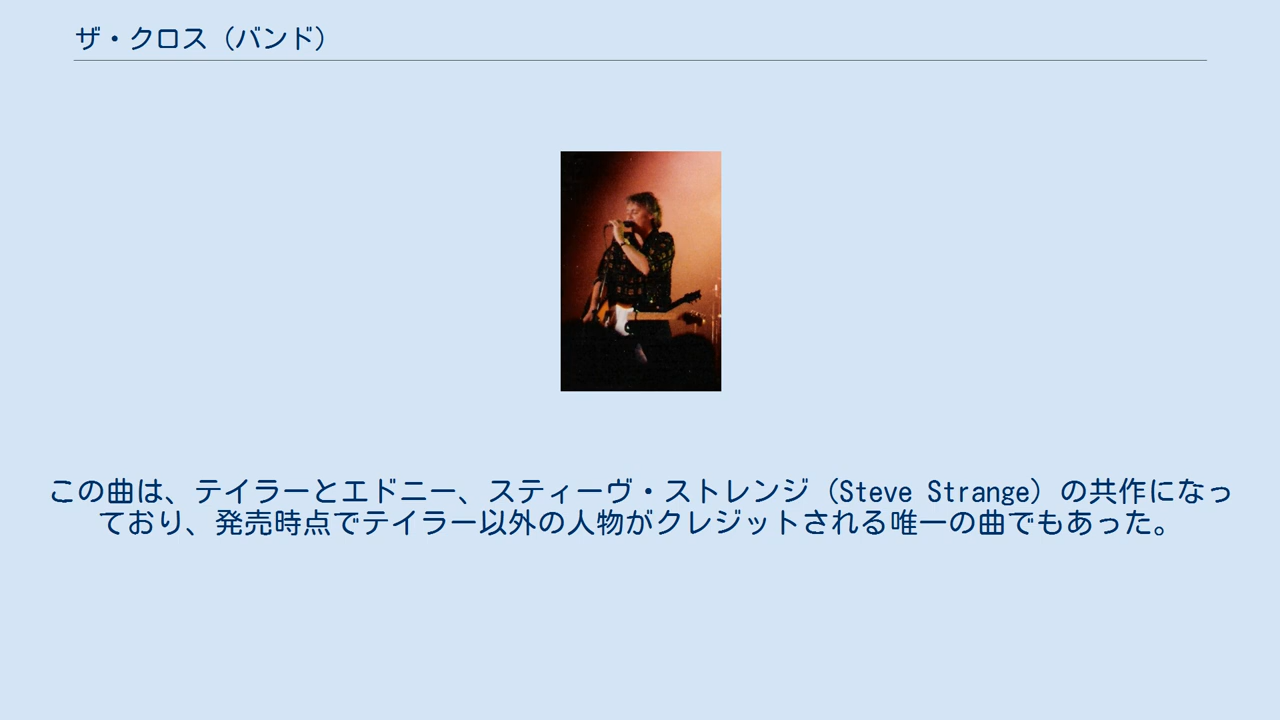 ザ・クロス（バンド）
この曲は、テイラーとエドニー、スティーヴ・ストレンジ（Steve Strange）の共作になっ
ており、発売時点でテイラー以外の人物がクレジットされる唯一の曲でもあった。